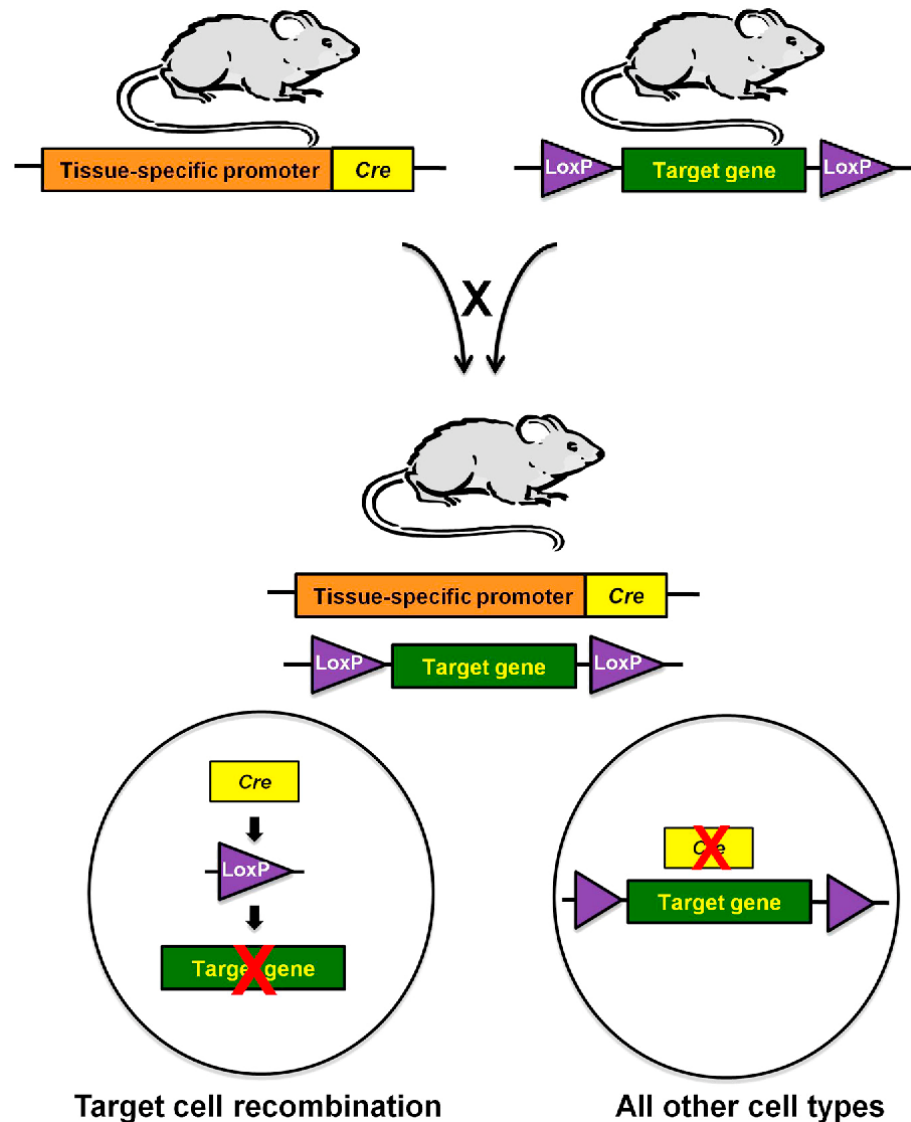 Tissue-specific promoter Cre
LoxP Target gene LoxP
X
Tissue-specific promoter Cre
LoxP Target gene LoxP
Cre
LoxP
Target gene
X
Cre
X
Target gene
Target cell recombination
All other cell types